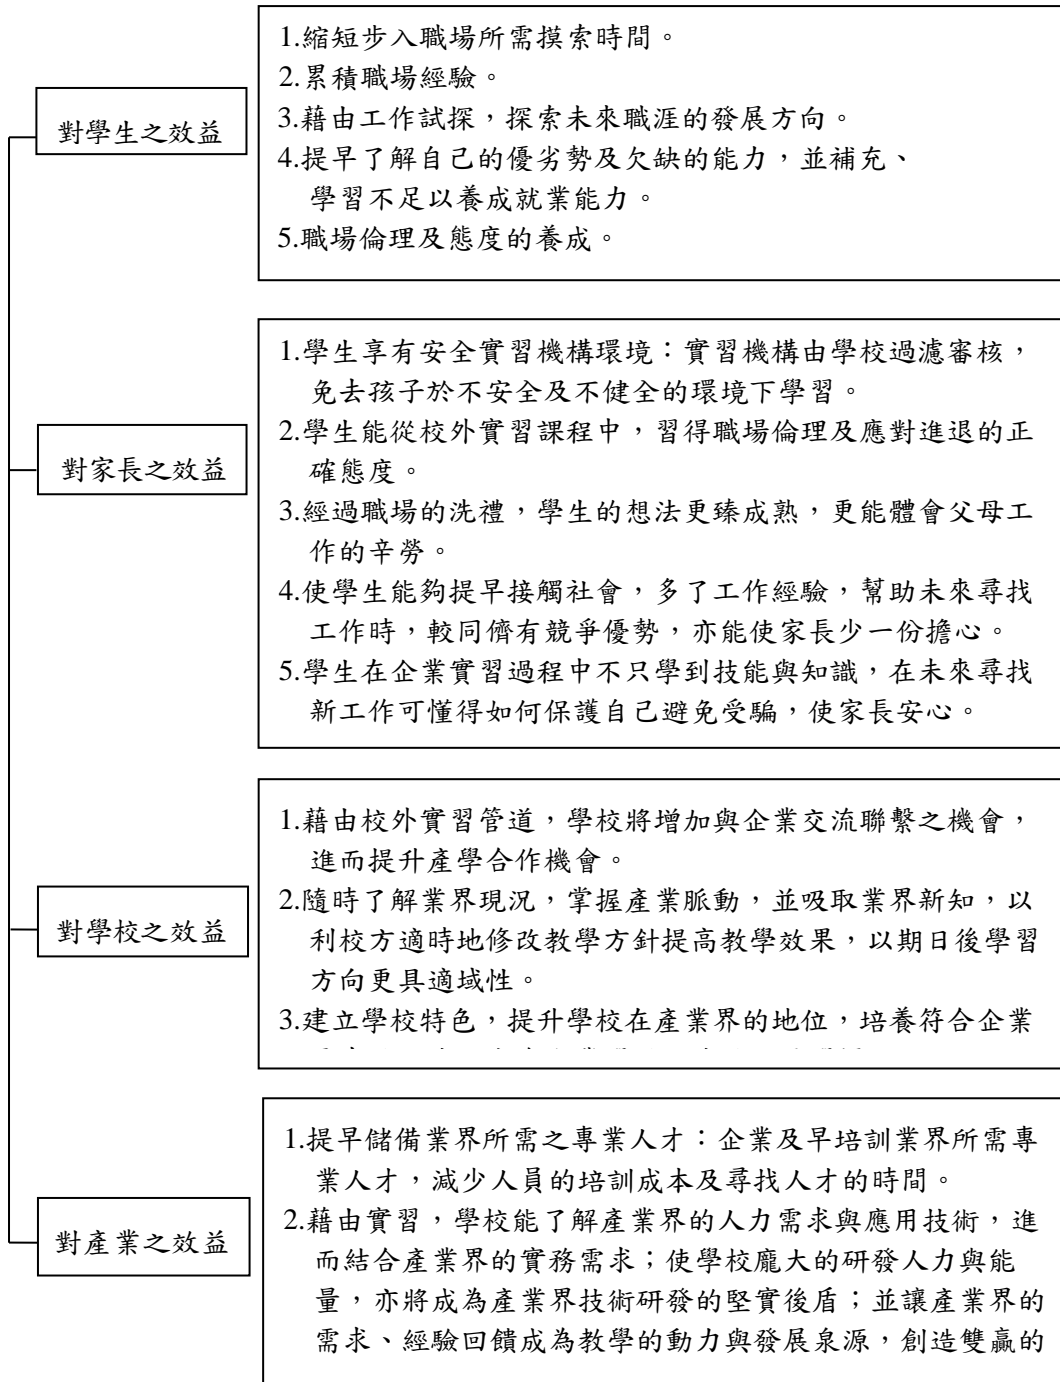 對學生之效益
1.縮短步入職場所需摸索時間。
2.累積職場經驗。
3.藉由工作試探，探索未來職涯的發展方向。
4.提早了解自己的優劣勢及欠缺的能力，並補充、
學習不足以養成就業能力。
5.職場倫理及態度的養成。
對家長之效益
1.學生享有安全實習機構環境：實習機構由學校過濾審核，
免去孩子於不安全及不健全的環境下學習。
2.學生能從校外實習課程中，習得職場倫理及應對進退的正
確態度。
3.經過職場的洗禮，學生的想法更臻成熟，更能體會父母工
作的辛勞。
4.使學生能夠提早接觸社會，多了工作經驗，幫助未來尋找
工作時，較同儕有競爭優勢，亦能使家長少一份擔心。
5.學生在企業實習過程中不只學到技能與知識，在未來尋找
新工作可懂得如何保護自己避免受騙，使家長安心。
對學校之效益
1.藉由校外實習管道，學校將增加與企業交流聯繫之機會，
進而提升產學合作機會。
2.隨時了解業界現況，掌握產業脈動，並吸取業界新知，以
利校方適時地修改教學方針提高教學效果，以期日後學習
方向更具適域性。
3.建立學校特色，提升學校在產業界的地位，培養符合企業
對產業之效益
1.提早儲備業界所需之專業人才：企業及早培訓業界所需專
業人才，減少人員的培訓成本及尋找人才的時間。
2.藉由實習，學校能了解產業界的人力需求與應用技術，進
而結合產業界的實務需求；使學校龐大的研發人力與能
量，亦將成為產業界技術研發的堅實後盾；並讓產業界的
需求、經驗回饋成為教學的動力與發展泉源，創造雙贏的